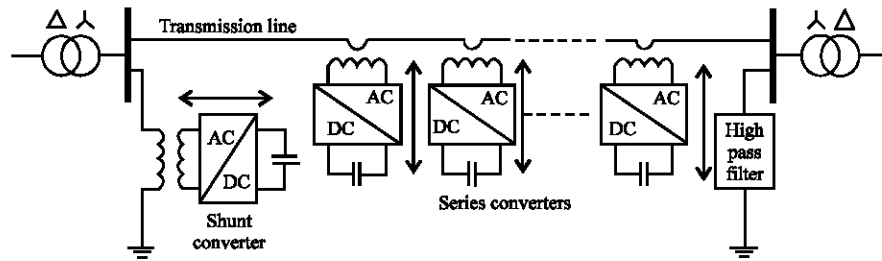 Δ
Δ
Transmission line
AC
DC
AC
DC
AC
DC
AC
DC
High
pass
filter
Shunt
converter
Series converters